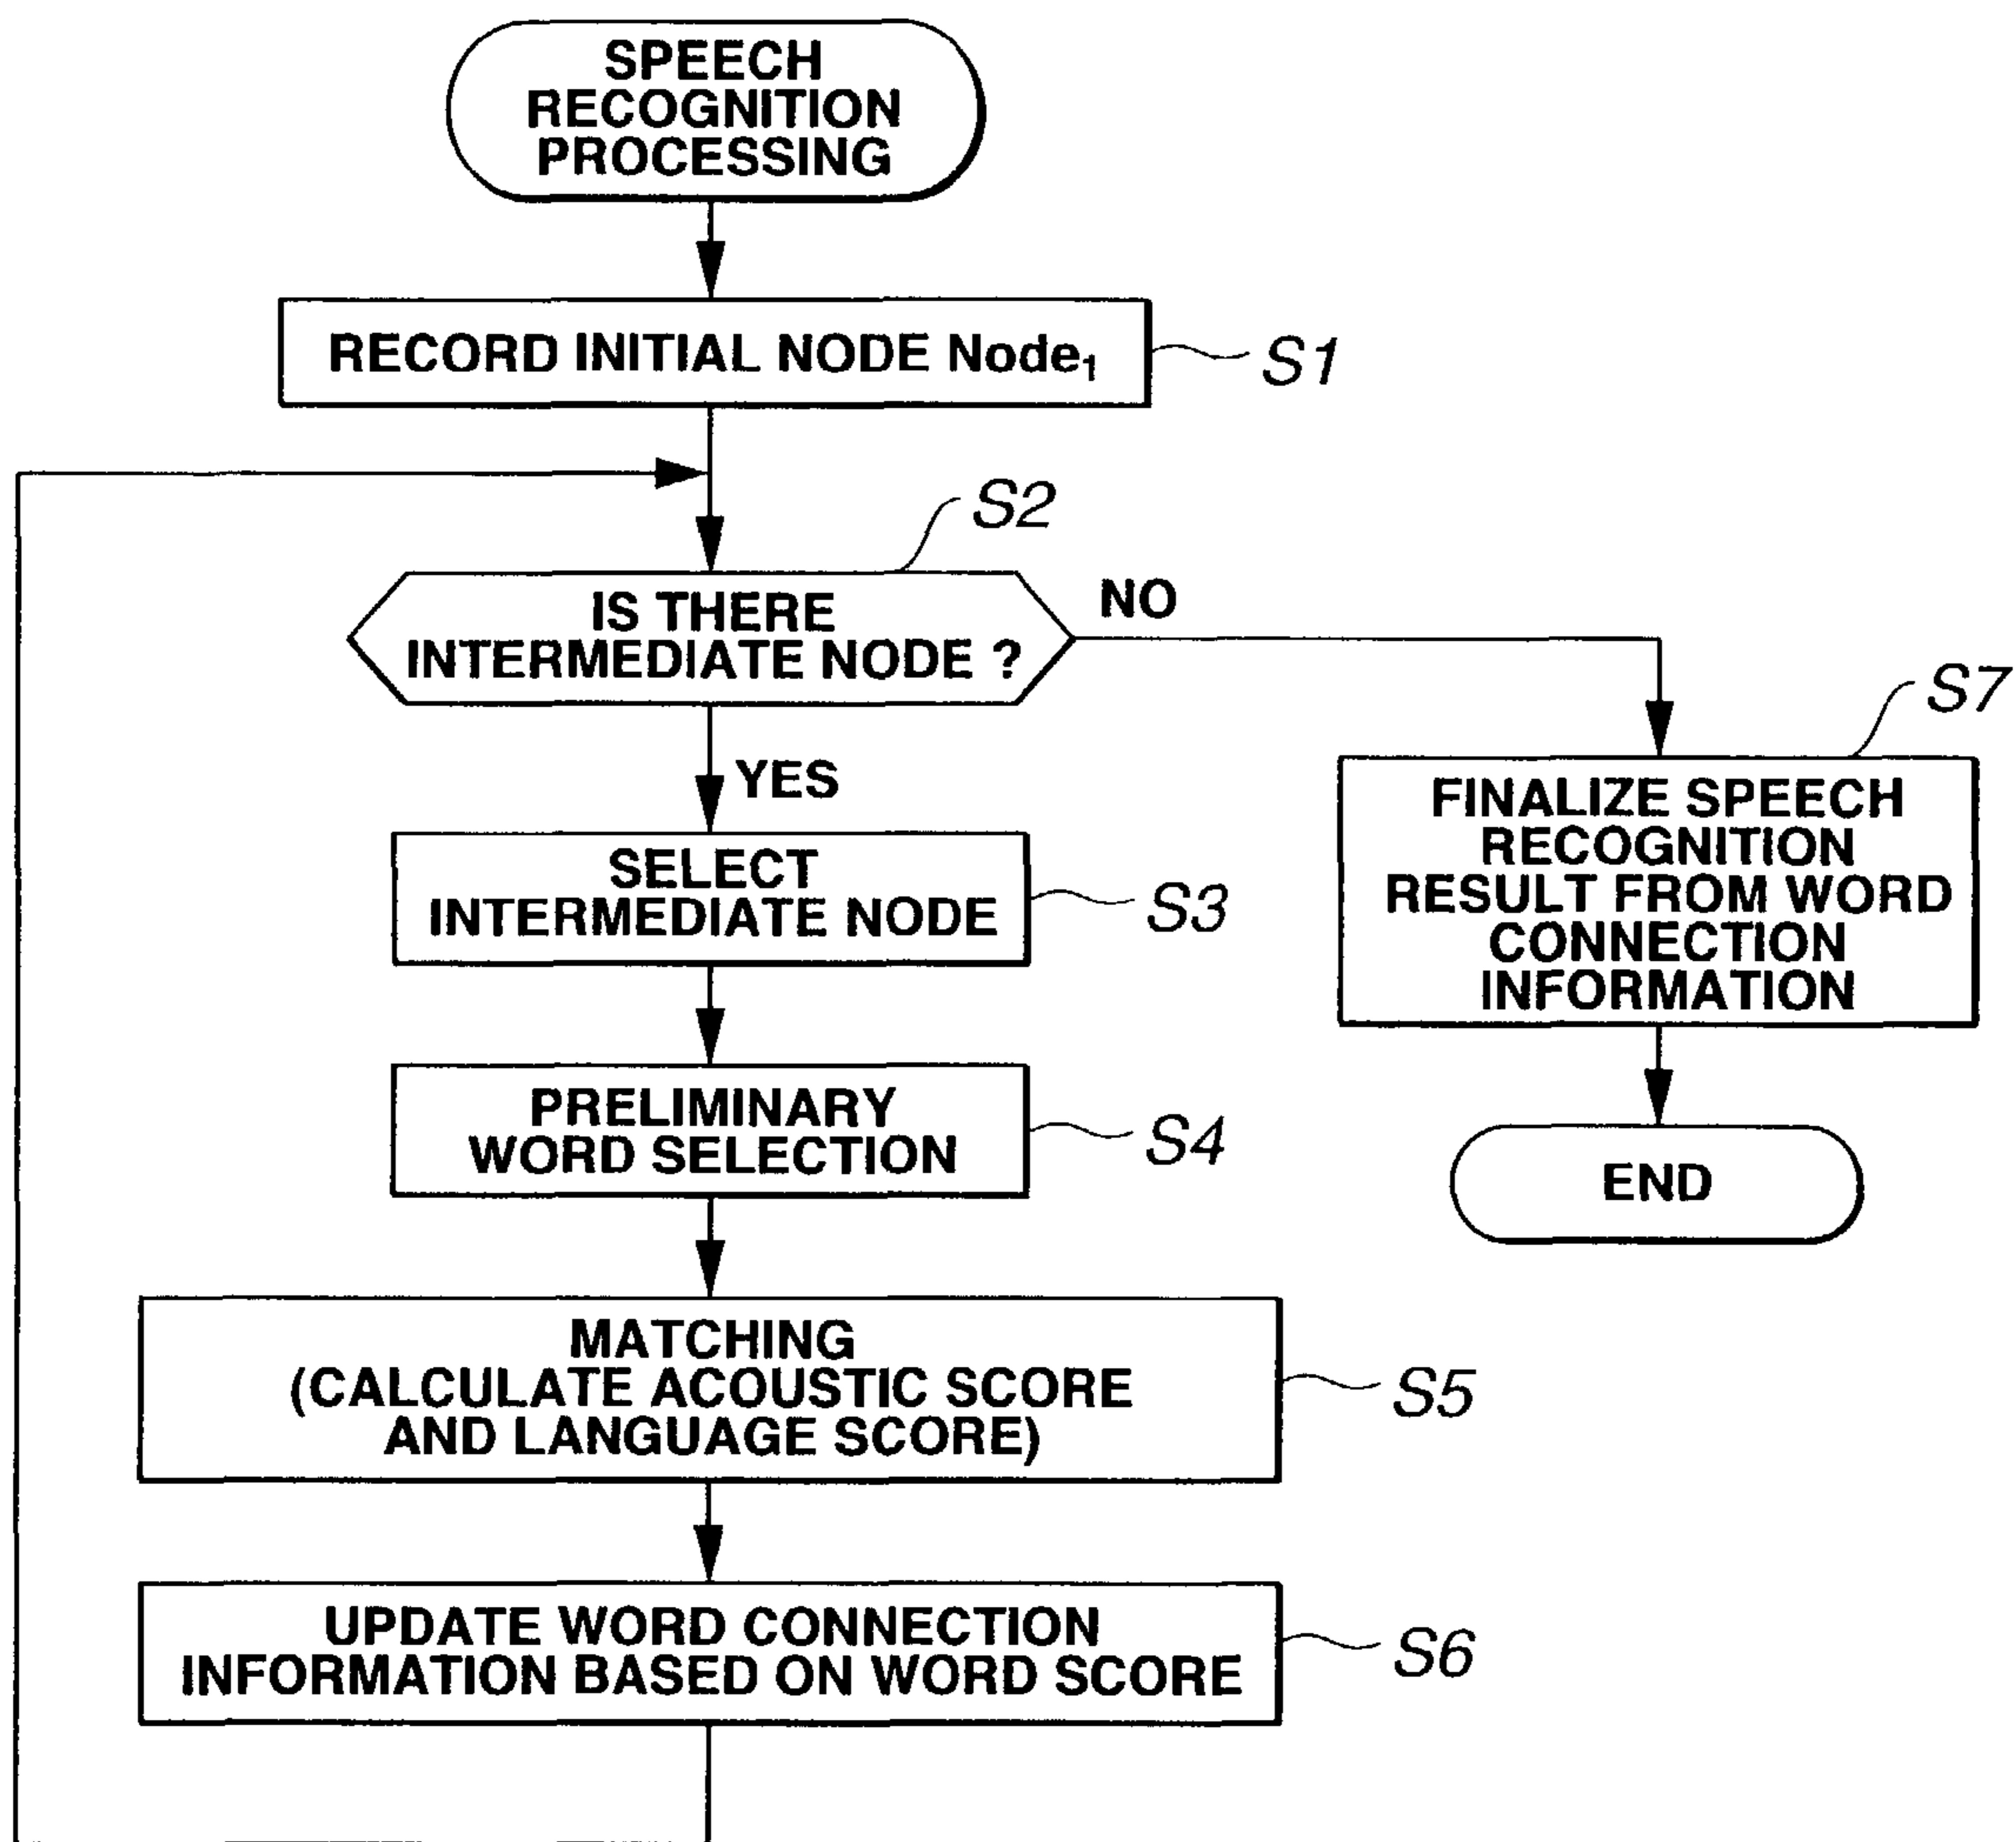 SPEECH
RECOGNITION
PROCESSING
RECORD INITIAL NODE Node₁
S1
S2
IS THERE
INTERMEDIATE NODE ?
NO
YES
SELECT
INTERMEDIATE NODE
S3
PRELIMINARY
WORD SELECTION
S4
MATCHING
(CALCULATE ACOUSTIC SCORE
AND LANGUAGE SCORE)
S5
UPDATE WORD CONNECTION
INFORMATION BASED ON WORD SCORE
S6
S7
FINALIZE SPEECH
RECOGNITION
RESULT FROM WORD
CONNECTION
INFORMATION
END